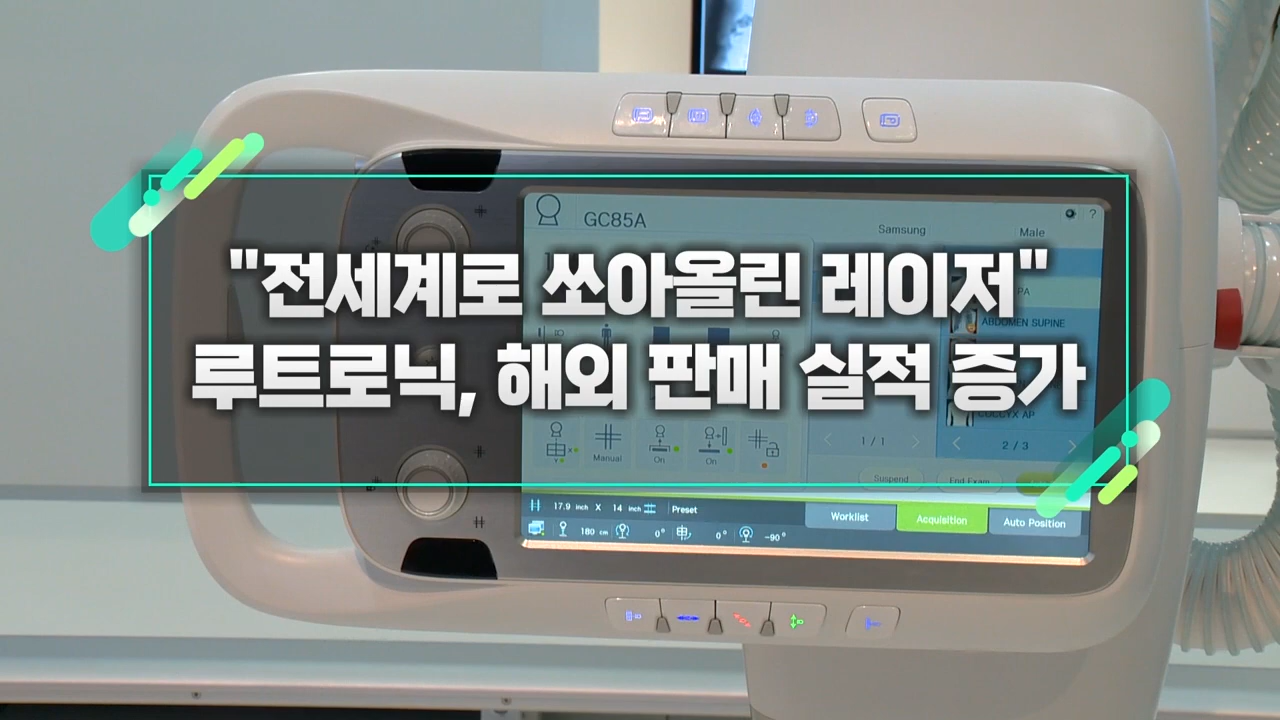 GC85A
Samsung
Male
?
"전세계로 쏘아올린 레이저"
PA
ABDOMEN SUPINE
루트로닉, 해외 판매 실적 증가
COCCYX AP
Manual
On
On
1 / 1
2 / 3
Suspend
End Exam
17.9 inch X 14 inch
Preset
Worklist
Acquisition
Auto Position
180 cm
0°
0°
-90°